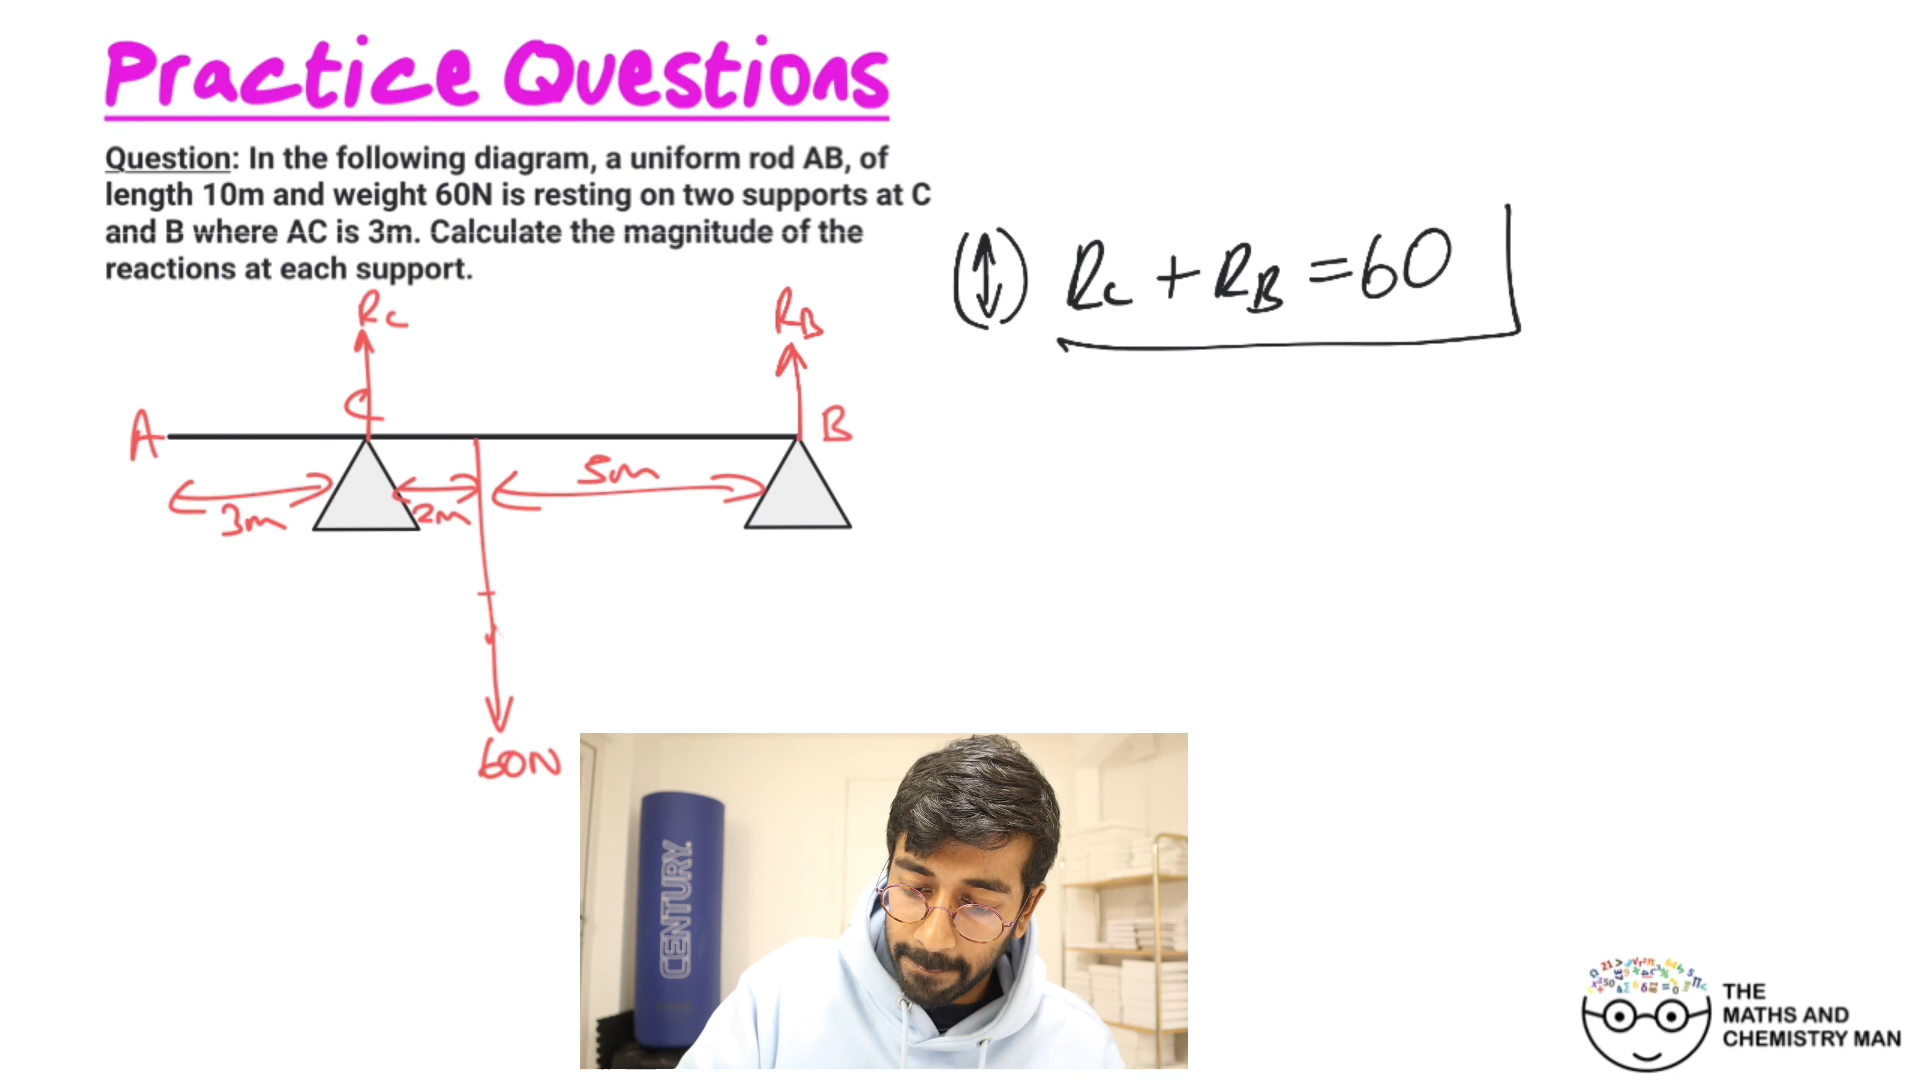 Practice Questions
Question: In the following diagram, a uniform rod AB, of
length 10m and weight 60N is resting on two supports at C
and B where AC is 3m. Calculate the magnitude of the
reactions at each support.
(↕) Rc + RB = 60
Rc
RB
C
A
B
5m
3m
2m
60N
CENTURY.
THE
MATHS AND
CHEMISTRY MAN